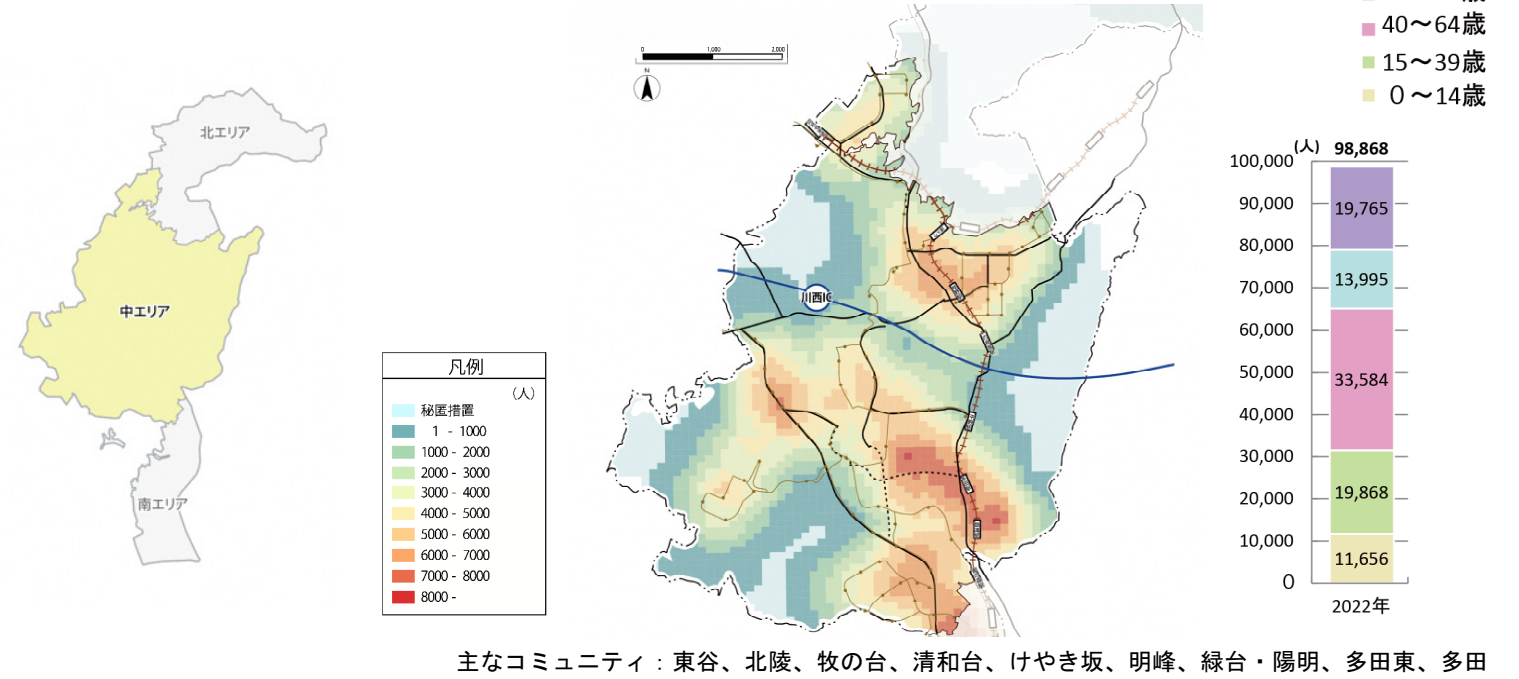 40～64歳
15～39歳
0～14歳
北エリア
中エリア
南エリア
0 1,000 2,000
N
川西IC
凡例
(人)
秘匿措置
1 - 1000
1000 - 2000
2000 - 3000
3000 - 4000
4000 - 5000
5000 - 6000
6000 - 7000
7000 - 8000
8000 -
(人) 98,868
100,000
90,000
80,000
70,000
60,000
50,000
40,000
30,000
20,000
10,000
0
19,765
13,995
33,584
19,868
11,656
2022年
主なコミュニティ：東谷、北陵、牧の台、清和台、けやき坂、明峰、緑台・陽明、多田東、多田